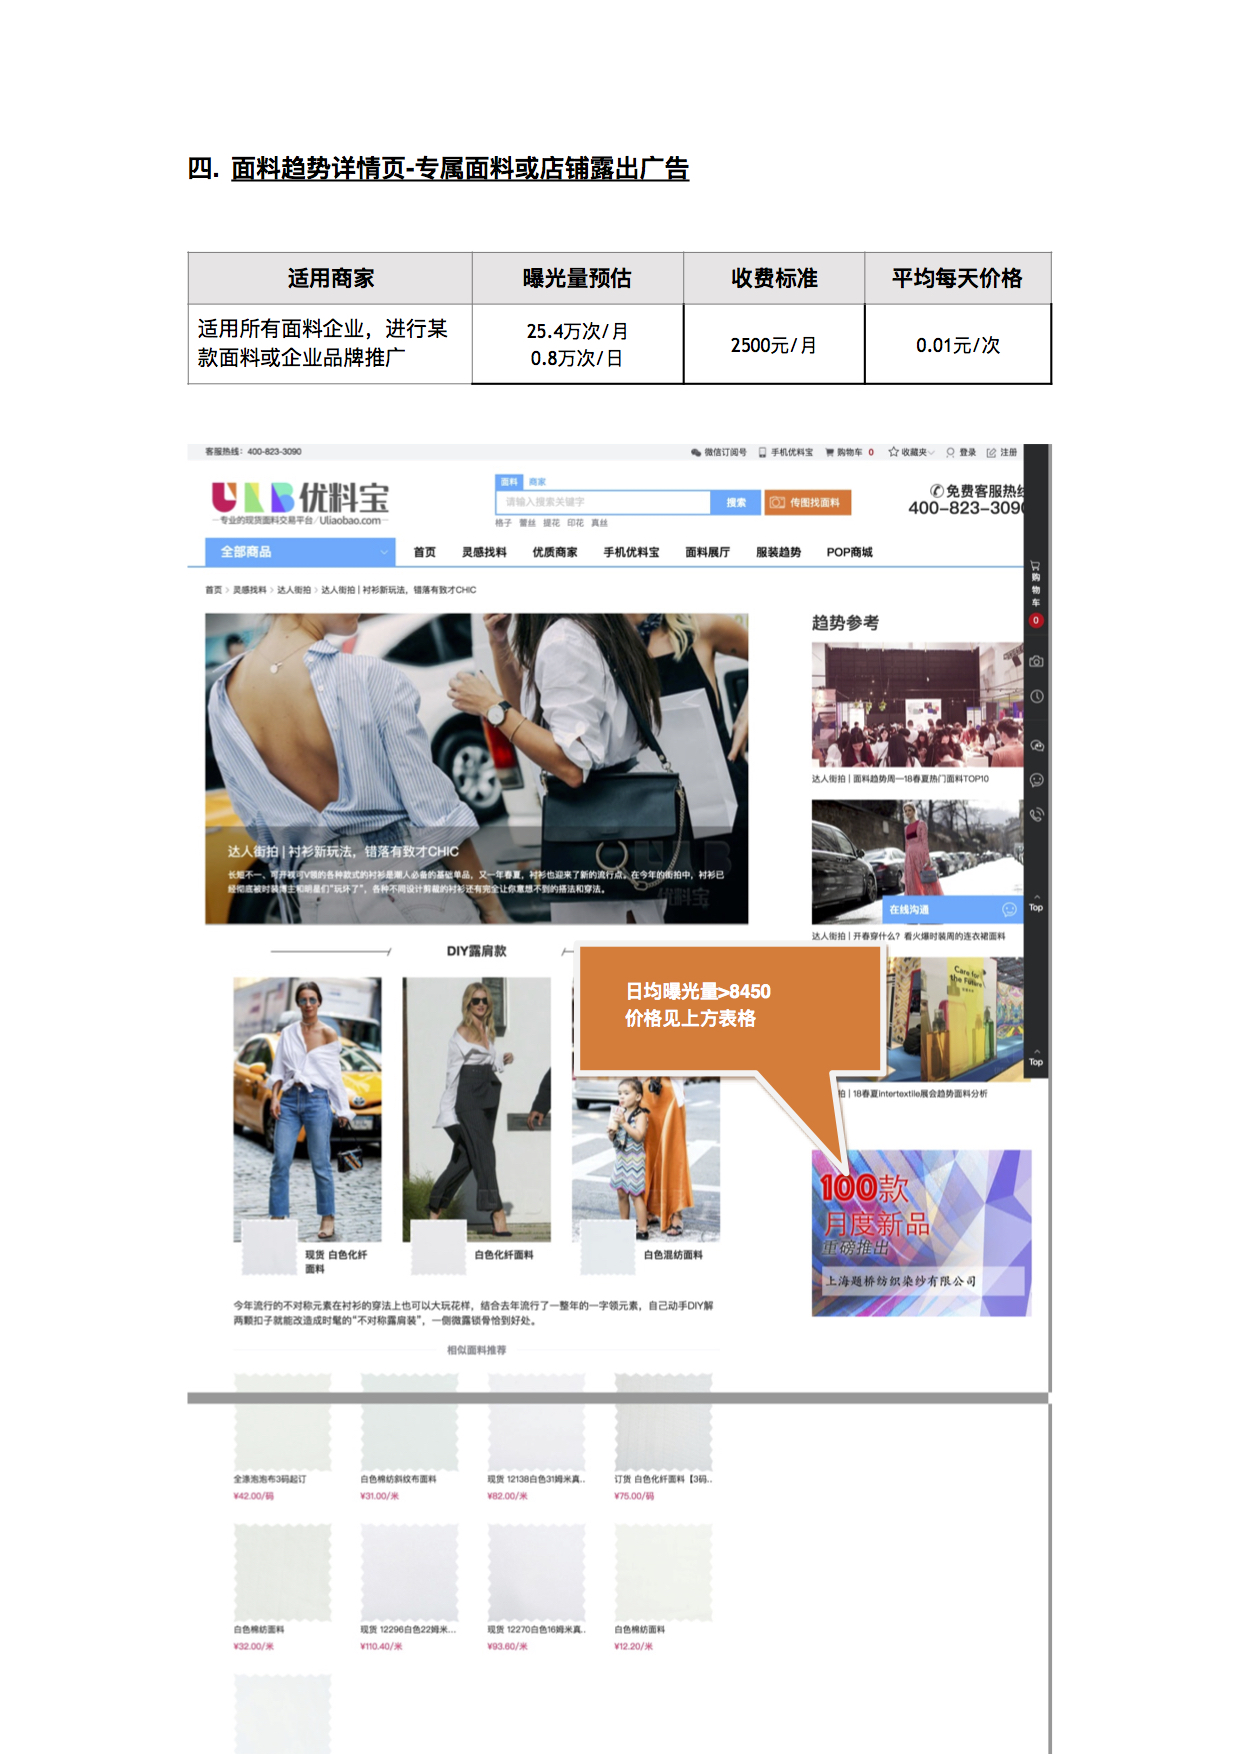 四. 面料趋势详情页-专属面料或店铺露出广告
适用商家 曝光量预估 收费标准 平均每天价格
适用所有面料企业，进行某款面料或企业品牌推广
25.4万次/月
0.8万次/日
2500元/月
0.01元/次
客服热线：400-823-3090
微信订阅号 手机优料宝 购物车 0 收藏夹 登录 注册
ULB优料宝
专业的现货面料交易平台/Uliaobao.com
面料 商家
请输入搜索关键字 搜索 传图找面料
格子 蕾丝 提花 印花 真丝
免费客服热线
400-823-3090
全部商品 首页 灵感找料 优质商家 手机优料宝 面料展厅 服装趋势 POP商城
首页 > 灵感找料 > 达人街拍 > 达人街拍 | 衬衫新玩法，错落有致才CHIC
购物车
0
趋势参考
达人街拍 | 面料趋势周—18春夏热门面料TOP10
达人街拍 | 衬衫新玩法，错落有致才CHIC
长短不一、可开衩可V领的各种款式的衬衫是潮人必备的基础单品，又一年春夏，衬衫也迎来了新的流行点。在今年的街拍中，衬衫已
经彻底被时装博主和明星们"玩坏了"，各种不同设计剪裁的衬衫还有完全让你意想不到的搭法和穿法。
在线沟通
Top
达人街拍 | 开春穿什么？看火爆时装周的连衣裙面料
DIY露肩款
日均曝光量>8450
价格见上方表格
Care for
the Future
Top
拍 | 18春夏intertextile展会趋势面料分析
100款
月度新品
重磅推出
上海题桥纺织染纱有限公司
现货 白色化纤
面料
白色化纤面料
白色混纺面料
今年流行的不对称元素在衬衫的穿法上也可以大玩花样，结合去年流行了一整年的一字领元素，自己动手DIY解
两颗扣子就能改造成时髦的"不对称露肩装"，一侧微露锁骨恰到好处。
相似面料推荐
全涤泡泡布3码起订 白色棉纺斜纹布面料 现货 12138白色31姆米真.. 订货 白色化纤面料【3码..
¥42.00/码 ¥31.00/米 ¥82.00/米 ¥75.00/码
白色棉纺面料 现货 12296白色22姆米... 现货 12270白色16姆米真.. 白色棉纺面料
¥32.00/米 ¥110.40/米 ¥93.60/米 ¥12.20/米